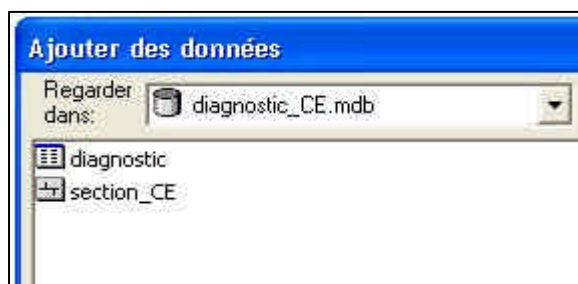 Ajouter des données
Regarder
dans:
diagnostic_CE.mdb
diagnostic
section_CE